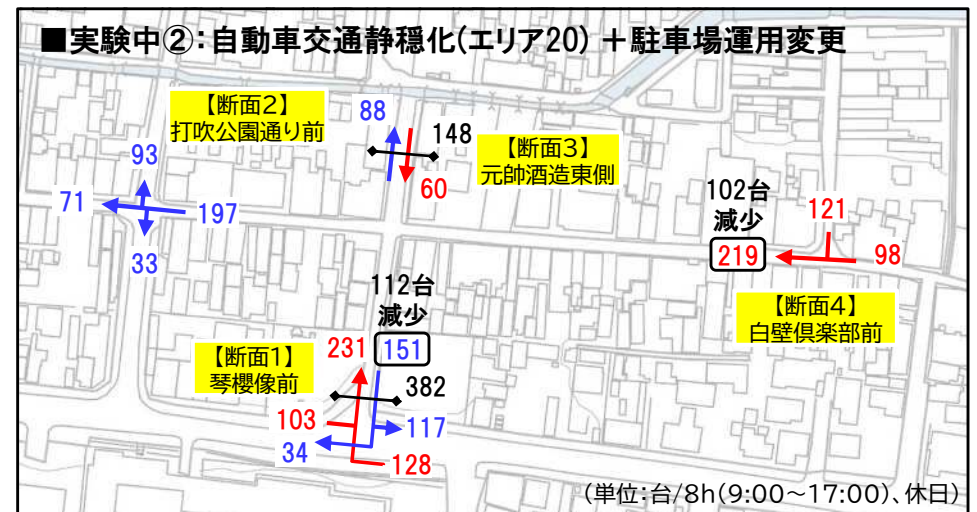 ■実験中②:自動車交通静穏化(エリア20) +駐車場運用変更
【断面2】
打吹公園通り前
88
148
【断面3】
元帥酒造東側
60
93
71
197
33
102台
減少
219
121
98
【断面4】
白壁倶楽部前
112台
減少
231
151
【断面1】
琴櫻像前
382
103
117
34
128
(単位:台/8h(9:00~17:00)、休日)